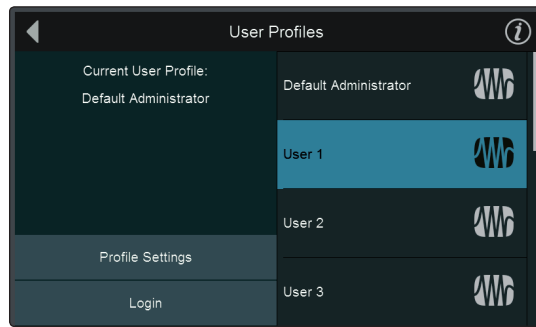 User Profiles
Current User Profile:
Default Administrator
Profile Settings
Login
Default Administrator
User 1
User 2
User 3